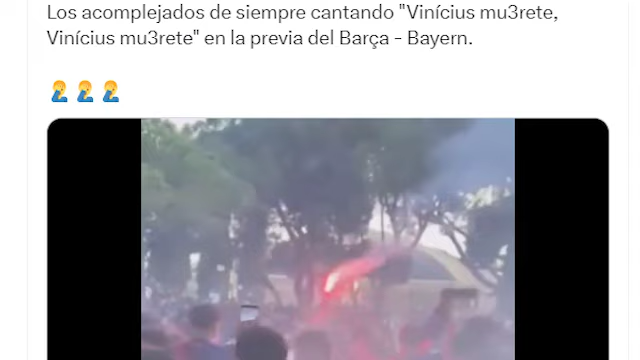 Los acomplejados de siempre cantando "Vinícius mu3rete,
Vinícius mu3rete" en la previa del Barça - Bayern.
🤦‍♂️🤦‍♂️🤦‍♂️